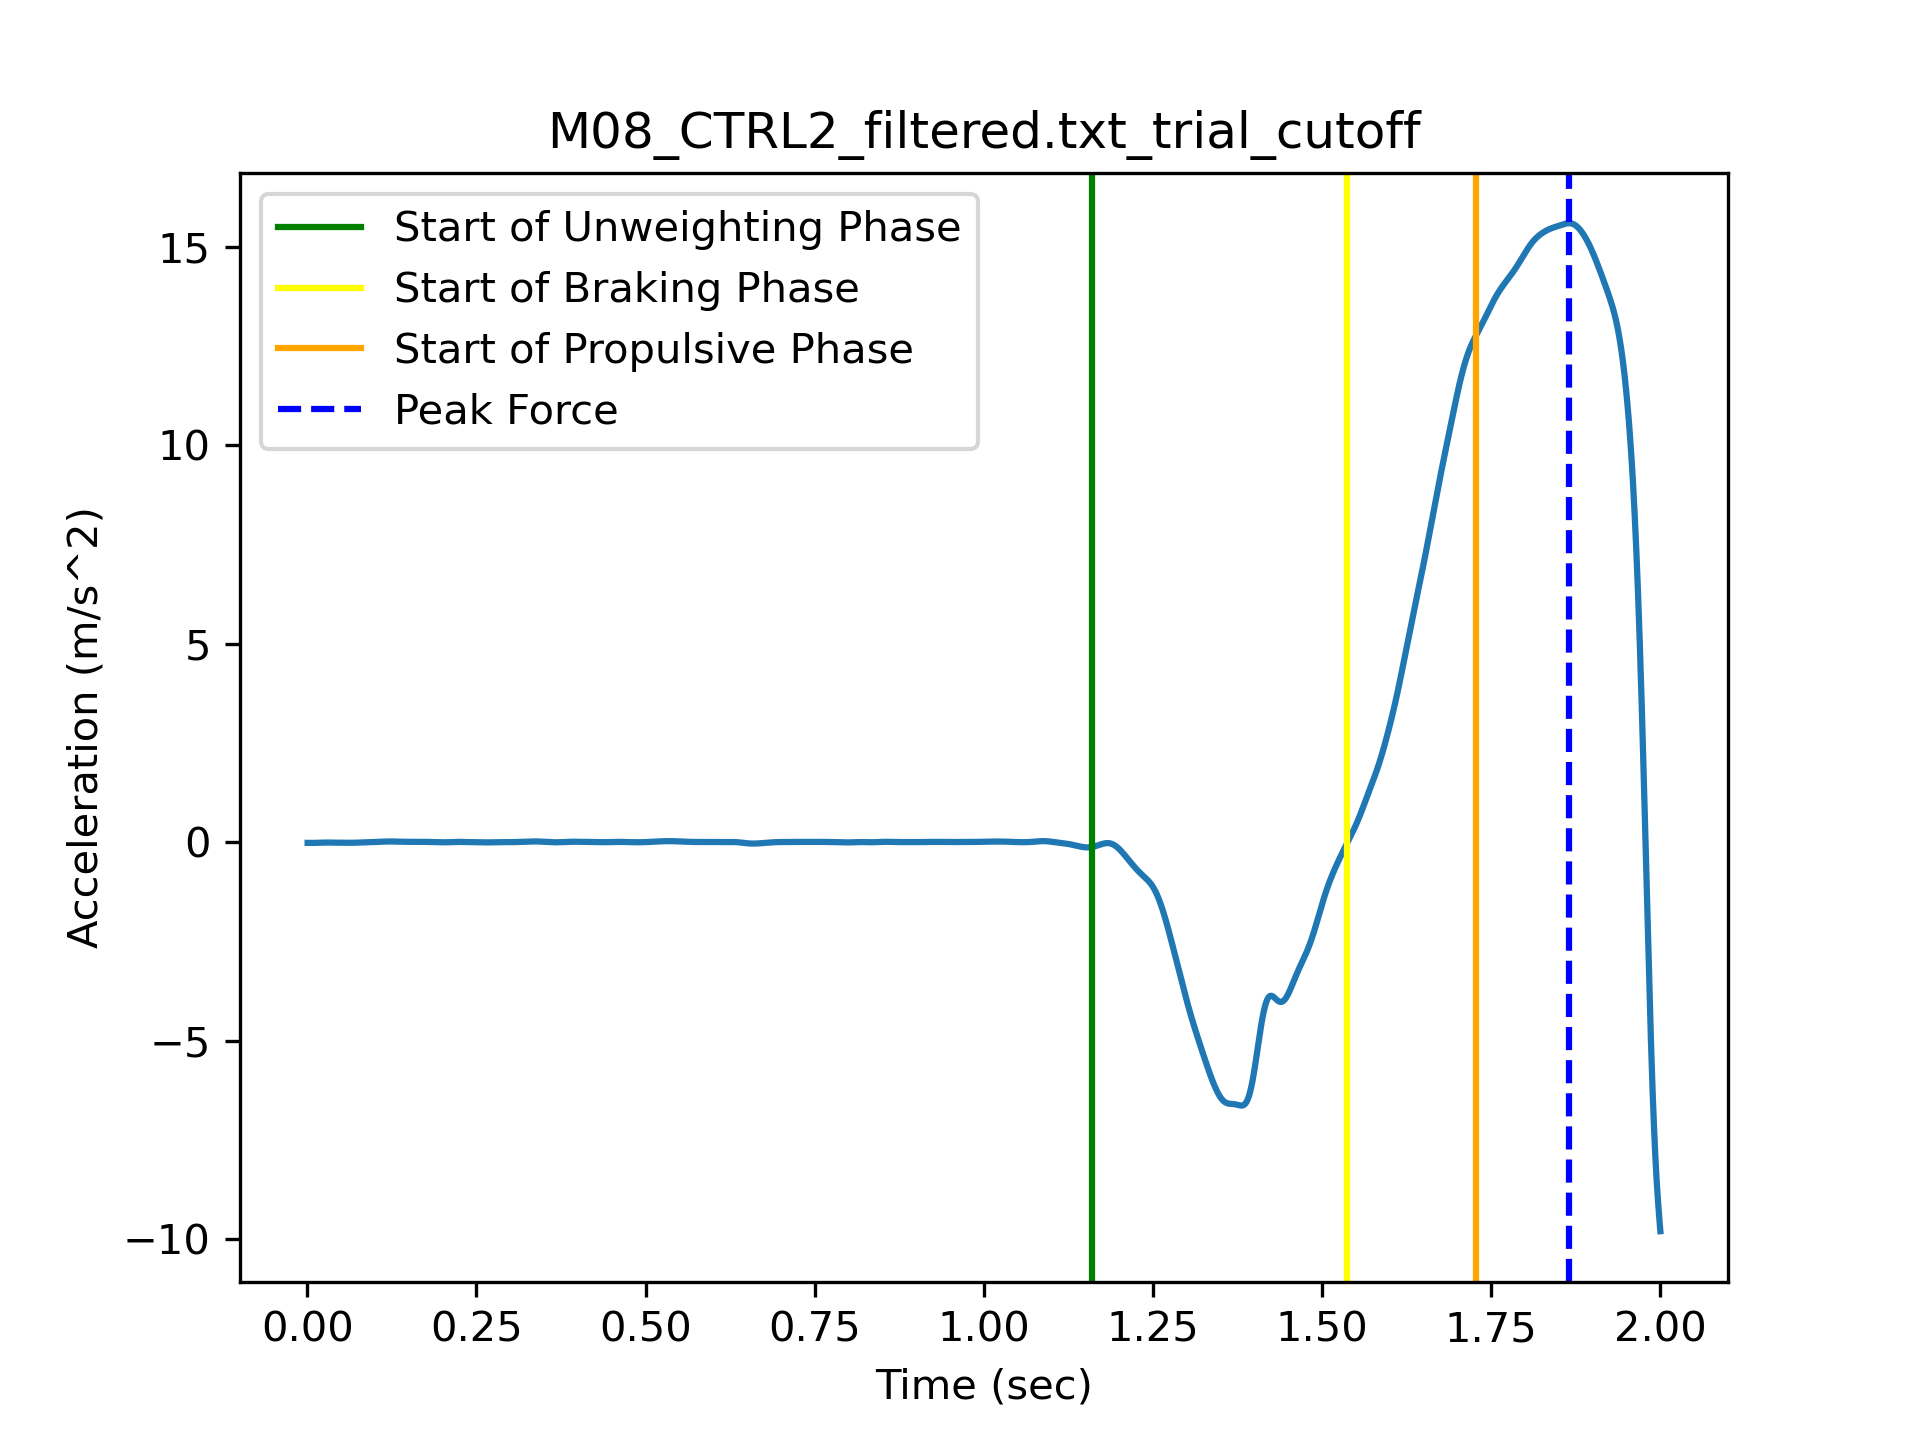 M08_CTRL2_filtered.txt_trial_cutoff
Start of Unweighting Phase
Start of Braking Phase
Start of Propulsive Phase
Peak Force
Acceleration (m/s^2)
15
10
5
0
−5
−10
0.00 0.25 0.50 0.75 1.00 1.25 1.50 1.75 2.00
Time (sec)